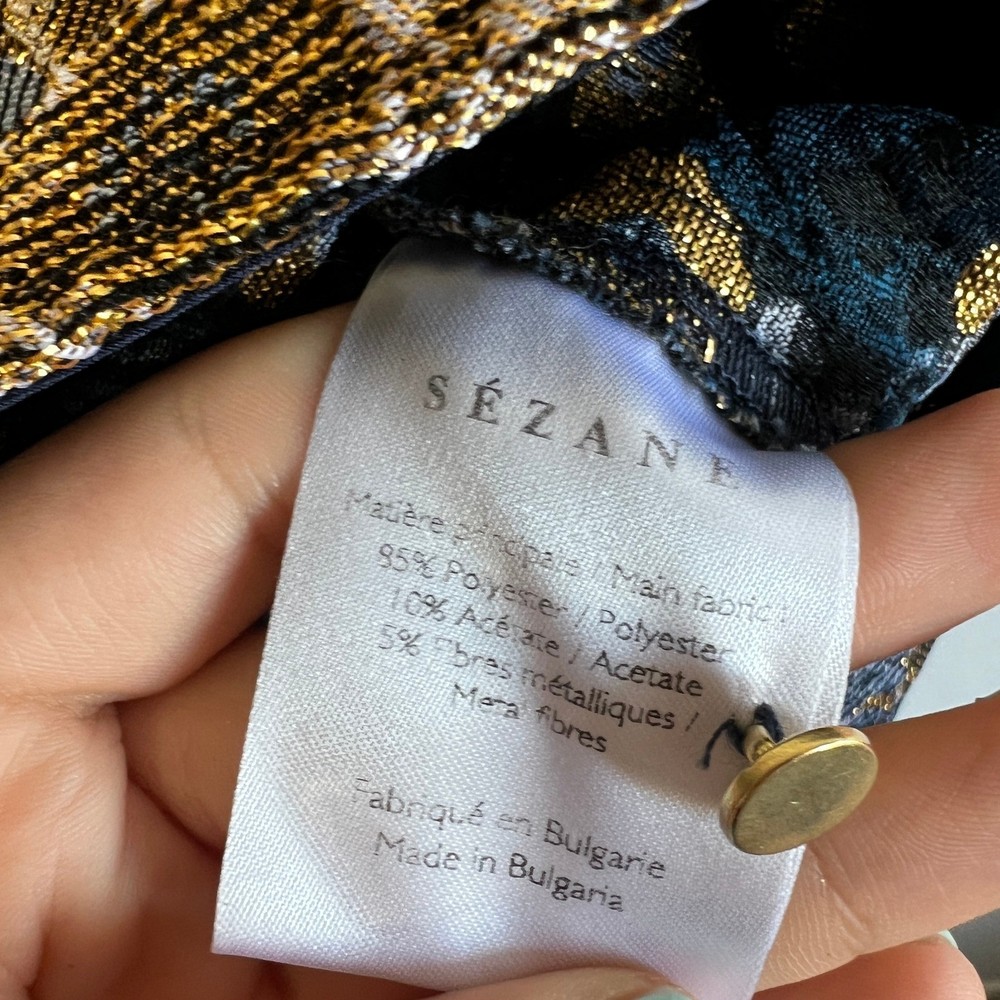 SÉZANE
Matière principale / Main fabric :
85% Polyester / Polyester
10% Acétate / Acetate
5% Fibres métalliques /
Metal fibres
Fabriqué en Bulgarie
Made in Bulgaria